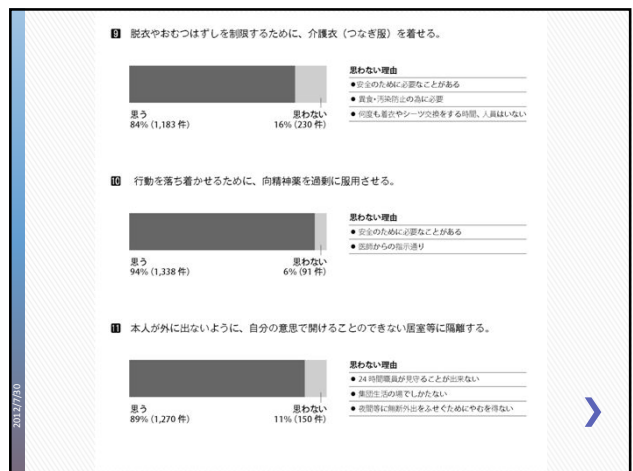 9 脱衣やおむつはずしを制限するために、介護衣（つなぎ服）を着せる。
思う
84% (1,183 件)
思わない
16% (230 件)
思わない理由
●安全のために必要なことがある
● 異食・汚染防止の為に必要
● 何度も着衣やシーツ交換をする時間、人員はいない
10 行動を落ち着かせるために、向精神薬を過剰に服用させる。
思う
94% (1,338 件)
思わない
6% (91 件)
思わない理由
● 安全のために必要なことがある
● 医師からの指示通り
11 本人が外に出ないように、自分の意思で開けることのできない居室等に隔離する。
思う
89% (1,270 件)
思わない
11% (150 件)
思わない理由
● 24 時間職員が見守ることが出来ない
● 集団生活の場でしかたない
● 夜間等に無断外出をふせぐためにやむを得ない
2012/7/30